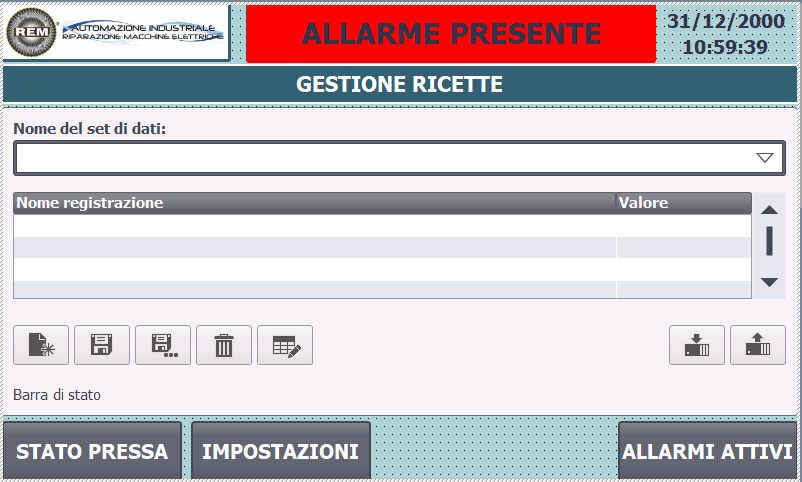 REM
AUTOMAZIONE INDUSTRIALE
RIPARAZIONE MACCHINE ELETTRICHE
ALLARME PRESENTE
31/12/2000
10:59:39
GESTIONE RICETTE
Nome del set di dati:
Nome registrazione Valore
Barra di stato
STATO PRESSA IMPOSTAZIONI ALLARMI ATTIVI